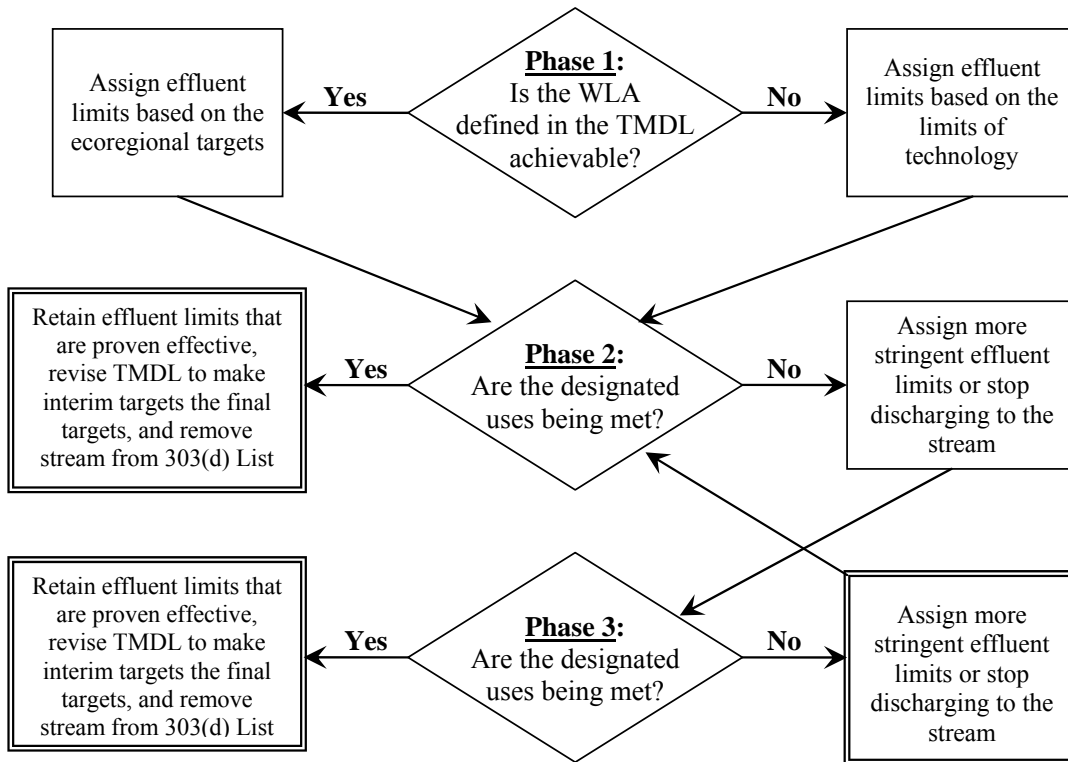 Assign effluent
limits based on the
ecoregional targets
Yes
Phase 1:
Is the WLA
defined in the TMDL
achievable?
No
Assign effluent
limits based on the
limits of
technology
Retain effluent limits that
are proven effective,
revise TMDL to make
interim targets the final
targets, and remove
stream from 303(d) List
Yes
Phase 2:
Are the designated
uses being met?
No
Assign more
stringent effluent
limits or stop
discharging to the
stream
Retain effluent limits that
are proven effective,
revise TMDL to make
interim targets the final
targets, and remove
stream from 303(d) List
Yes
Phase 3:
Are the designated
uses being met?
No
Assign more
stringent effluent
limits or stop
discharging to the
stream